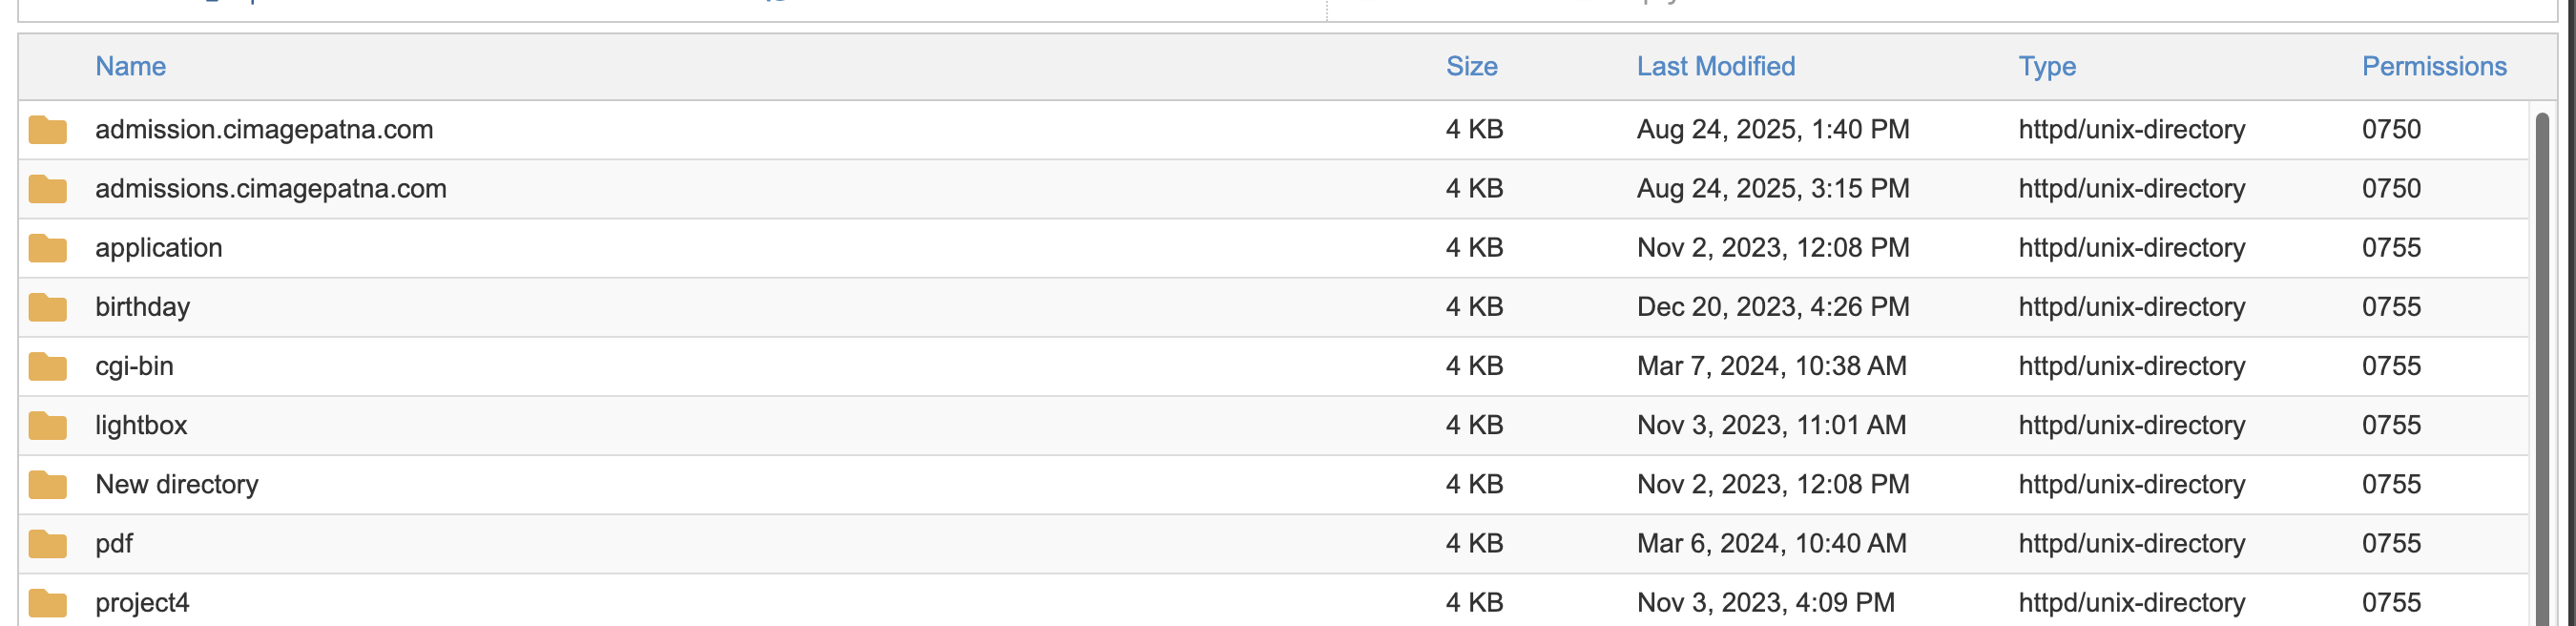 Name Size Last Modified Type Permissions
admission.cimagepatna.com 4 KB Aug 24, 2025, 1:40 PM httpd/unix-directory 0750
admissions.cimagepatna.com 4 KB Aug 24, 2025, 3:15 PM httpd/unix-directory 0750
application 4 KB Nov 2, 2023, 12:08 PM httpd/unix-directory 0755
birthday 4 KB Dec 20, 2023, 4:26 PM httpd/unix-directory 0755
cgi-bin 4 KB Mar 7, 2024, 10:38 AM httpd/unix-directory 0755
lightbox 4 KB Nov 3, 2023, 11:01 AM httpd/unix-directory 0755
New directory 4 KB Nov 2, 2023, 12:08 PM httpd/unix-directory 0755
pdf 4 KB Mar 6, 2024, 10:40 AM httpd/unix-directory 0755
project4 4 KB Nov 3, 2023, 4:09 PM httpd/unix-directory 0755